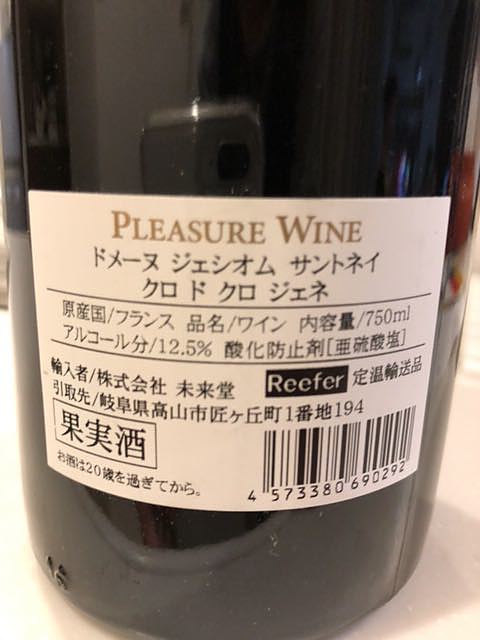 PLEASURE WINE
ドメーヌ ジェシオム サントネイ
クロ ド クロ ジェネ
原産国/フランス 品名/ワイン 内容量/750ml
アルコール分/12.5% 酸化防止剤[亜硫酸塩]
輸入者/株式会社 未来堂 Reefer 定温輸送品
引取先/岐阜県高山市匠ヶ丘町1番地194
果実酒
お酒は20歳を過ぎてから。
4 573380 690292